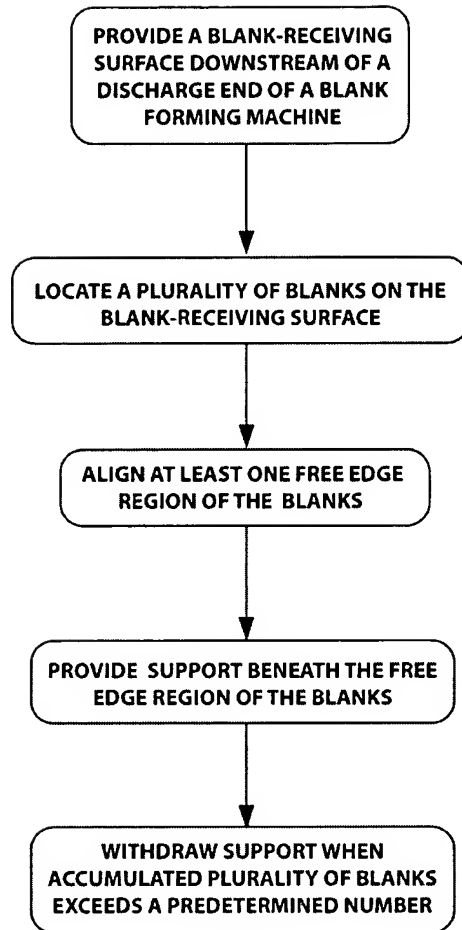 PROVIDE A BLANK-RECEIVING
SURFACE DOWNSTREAM OF A
DISCHARGE END OF A BLANK
FORMING MACHINE
LOCATE A PLURALITY OF BLANKS ON THE
BLANK-RECEIVING SURFACE
ALIGN AT LEAST ONE FREE EDGE
REGION OF THE BLANKS
PROVIDE SUPPORT BENEATH THE FREE
EDGE REGION OF THE BLANKS
WITHDRAW SUPPORT WHEN
ACCUMULATED PLURALITY OF BLANKS
EXCEEDS A PREDETERMINED NUMBER